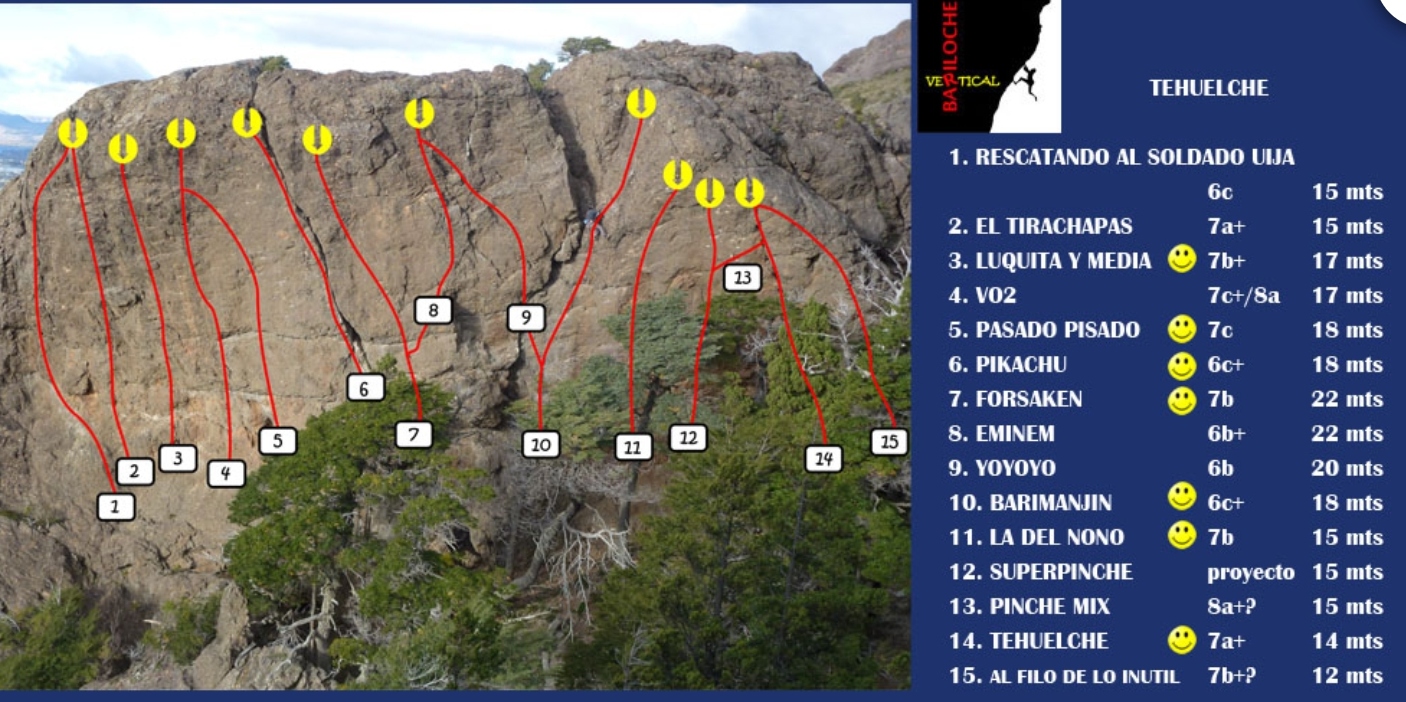 BARILOCHE
VERTICAL
TEHUELCHE
1. RESCATANDO AL SOLDADO UIJA
6c 15 mts
2. EL TIRACHAPAS 7a+ 15 mts
3. LUQUITA Y MEDIA 7b+ 17 mts
4. VO2 7c+/8a 17 mts
5. PASADO PISADO 7c 18 mts
6. PIKACHU 6c+ 18 mts
7. FORSAKEN 7b 22 mts
8. EMINEM 6b+ 22 mts
9. YOYOYO 6b 20 mts
10. BARIMANJIN 6c+ 18 mts
11. LA DEL NONO 7b 15 mts
12. SUPERPINCHE proyecto 15 mts
13. PINCHE MIX 8a+? 15 mts
14. TEHUELCHE 7a+ 14 mts
15. AL FILO DE LO INUTIL 7b+? 12 mts
13
8
9
6
7
5
3
2
4
1
10
11
12
14
15